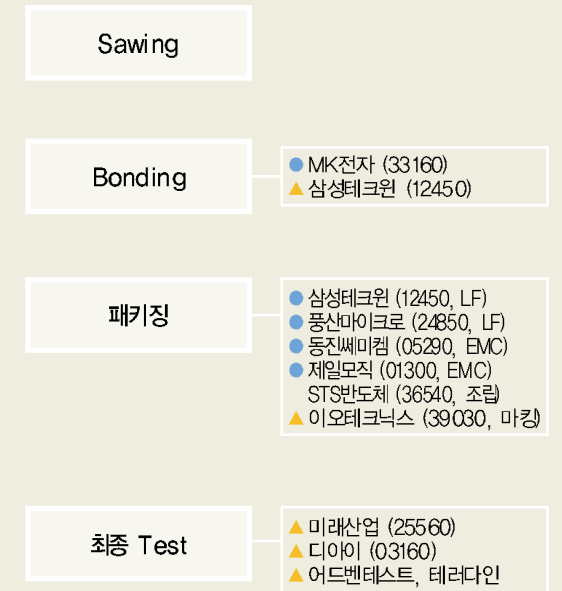 Sawing
Bonding
MK전자 (33160)
삼성테크윈 (12450)
패키징
삼성테크윈 (12450, LF)
풍산마이크로 (24850, LF)
동진쎄미켐 (05290, EMC)
제일모직 (01300, EMC)
STS반도체 (36540, 조립)
이오테크닉스 (39030, 마킹)
최종 Test
미래산업 (25560)
디아이 (03160)
어드벤테스트, 테러다인